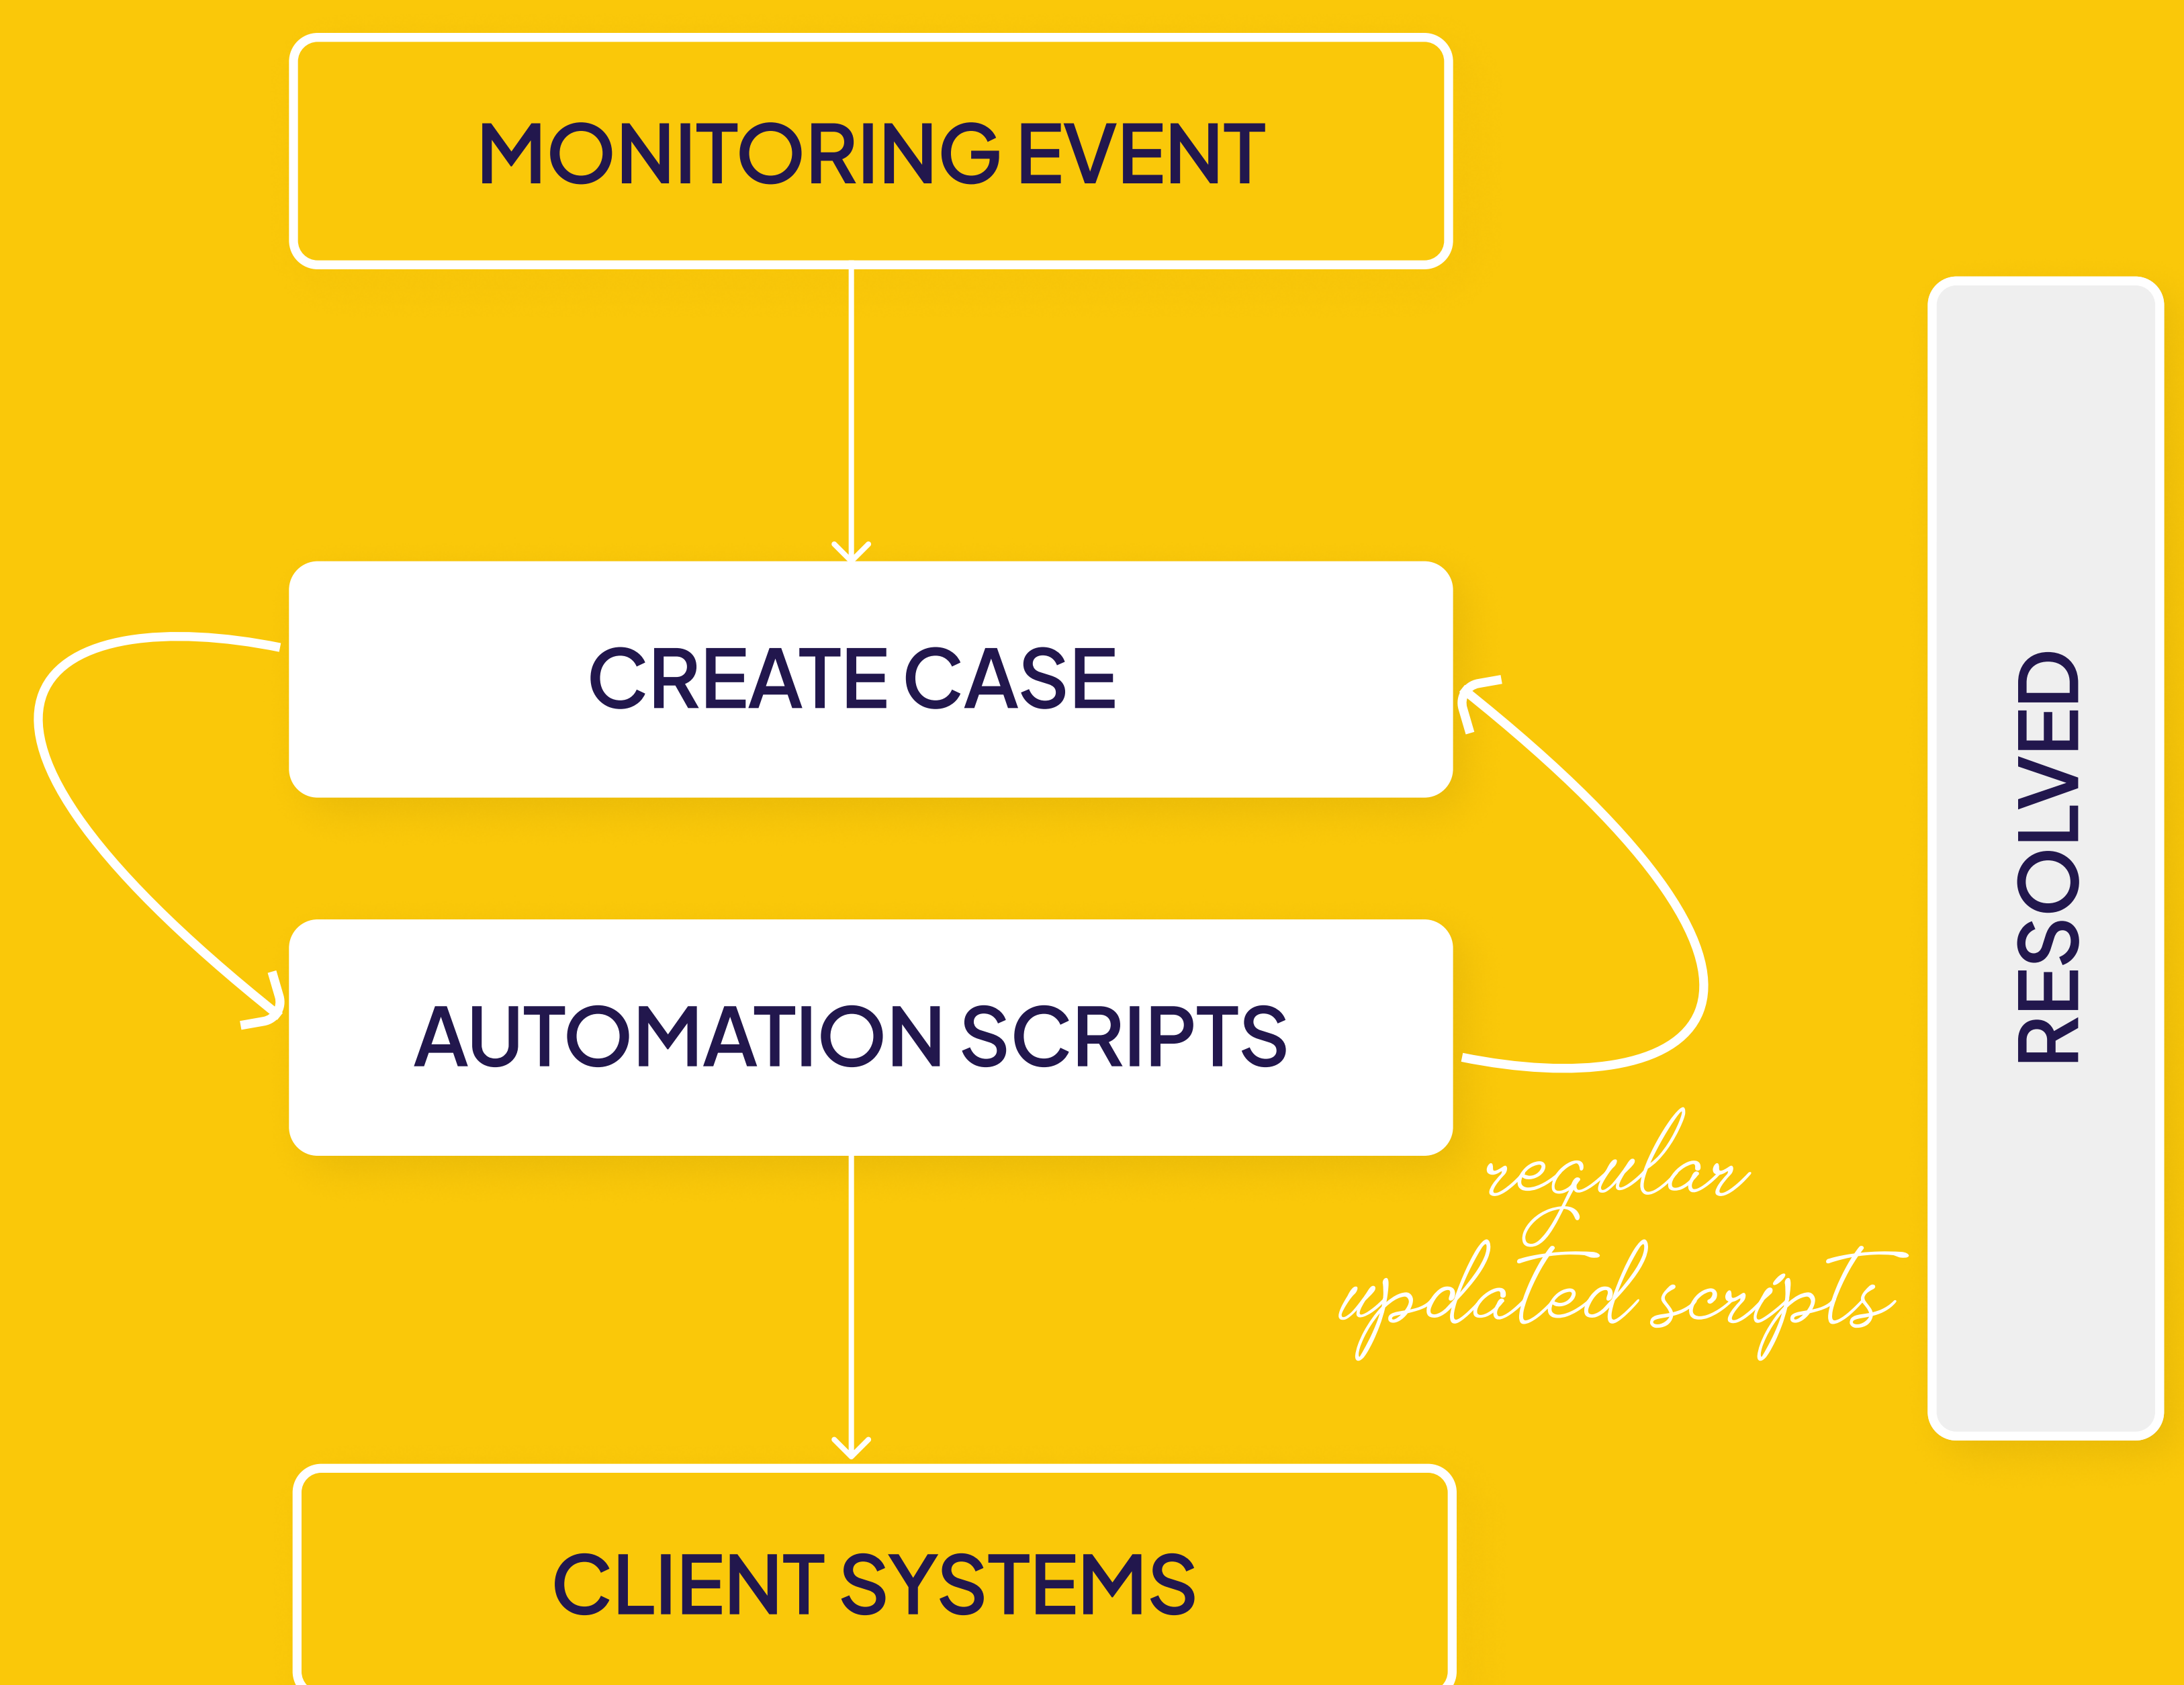 MONITORING EVENT
CREATE CASE
AUTOMATION SCRIPTS
regular
updated scripts
CLIENT SYSTEMS
RESOLVED